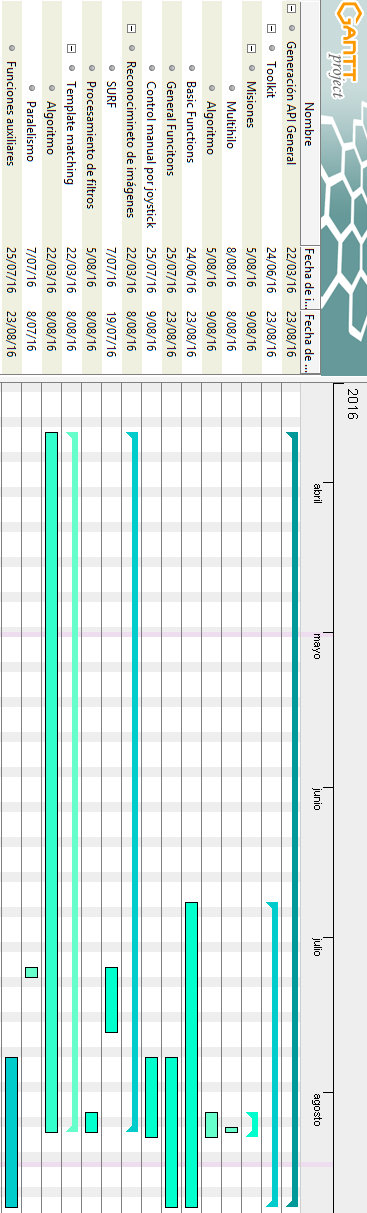 GANTT
project
2016
Nombre Fecha de i... Fecha de ...
abril mayo junio julio agosto
Generación API General 22/03/16 23/08/16
Toolkit 24/06/16 23/08/16
Misiones 5/08/16 9/08/16
Multihilo 8/08/16 8/08/16
Algoritmo 5/08/16 9/08/16
Basic Functions 24/06/16 23/08/16
General Funcitons 25/07/16 23/08/16
Control manual por joystick 25/07/16 9/08/16
Reconocimineto de imágenes 22/03/16 8/08/16
SURF 7/07/16 19/07/16
Procesamiento de filtros 5/08/16 8/08/16
Template matching 22/03/16 8/08/16
Algoritmo 22/03/16 8/08/16
Paralelismo 7/07/16 8/07/16
Funciones auxiliares 25/07/16 23/08/16